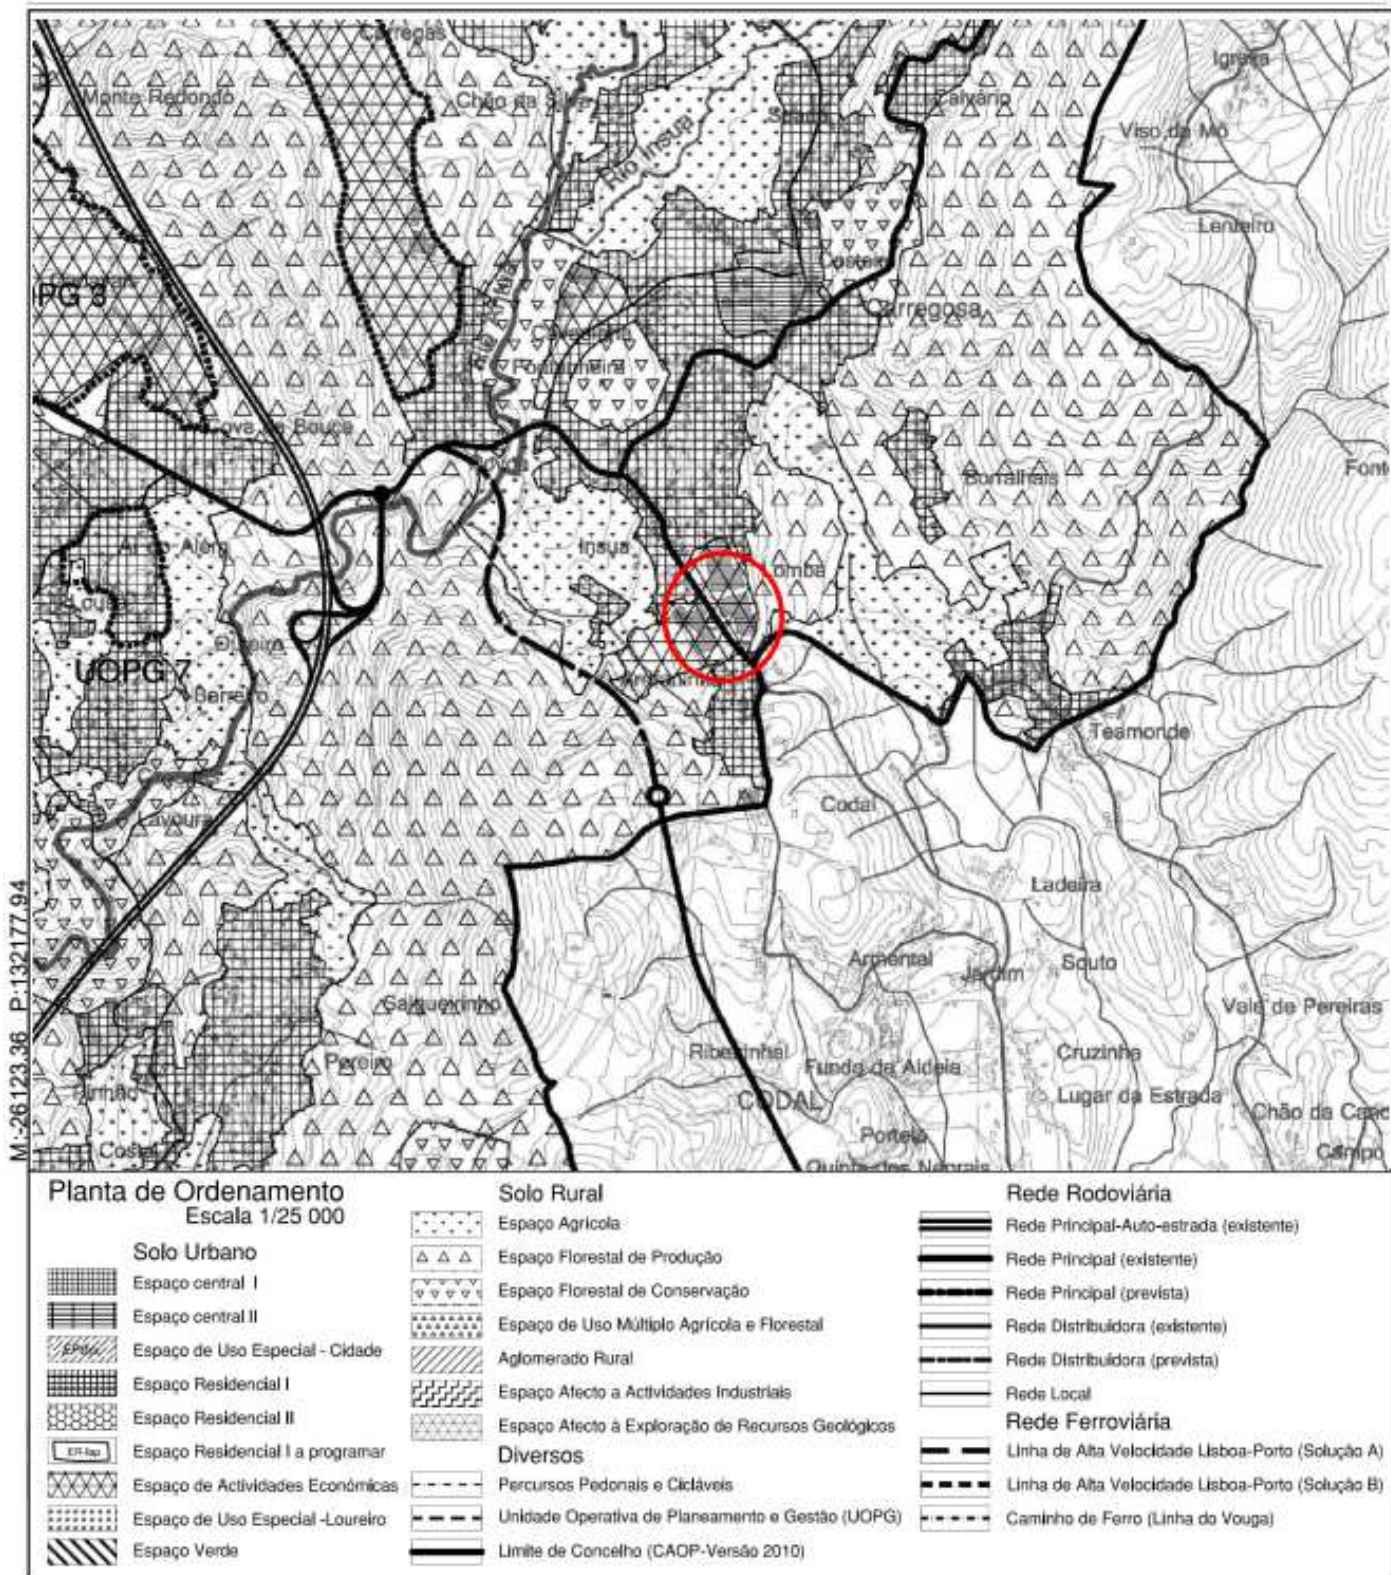 Carregas
Igreja
Monte Redondo
Chão da Silva
Calvário
Viso da Mó
Rio Insua
Lenteiro
Costeira
PG 3
Carregosa
Cova da Bouça
Borralhais
Insua
UOPG 7
Berreiro
Teamonde
Lavoura
Codal
Ladeira
Armental
Jardim
Souto
Salgueirinho
Vale de Pereiras
Pereiro
Ribeirinhal
Fundo da Aldeia
Cruzinha
CODAL
Lugar da Estrada
Portela
Campo
M:-26123.36 P:132177.94
Planta de Ordenamento
Escala 1/25 000
Solo Urbano
Espaço central I
Espaço central II
Espaço de Uso Especial - Cidade
Espaço Residencial I
Espaço Residencial II
Espaço Residencial I a programar
Espaço de Actividades Económicas
Espaço de Uso Especial -Loureiro
Espaço Verde
Solo Rural
Espaço Agrícola
Espaço Florestal de Produção
Espaço Florestal de Conservação
Espaço de Uso Múltiplo Agrícola e Florestal
Aglomerado Rural
Espaço Afecto a Actividades Industriais
Espaço Afecto à Exploração de Recursos Geológicos
Diversos
Percursos Pedonais e Cicláveis
Unidade Operativa de Planeamento e Gestão (UOPG)
Limite de Concelho (CAOP-Versão 2010)
Rede Rodoviária
Rede Principal-Auto-estrada (existente)
Rede Principal (existente)
Rede Principal (prevista)
Rede Distribuidora (existente)
Rede Distribuidora (prevista)
Rede Local
Rede Ferroviária
Linha de Alta Velocidade Lisboa-Porto (Solução A)
Linha de Alta Velocidade Lisboa-Porto (Solução B)
Caminho de Ferro (Linha do Vouga)